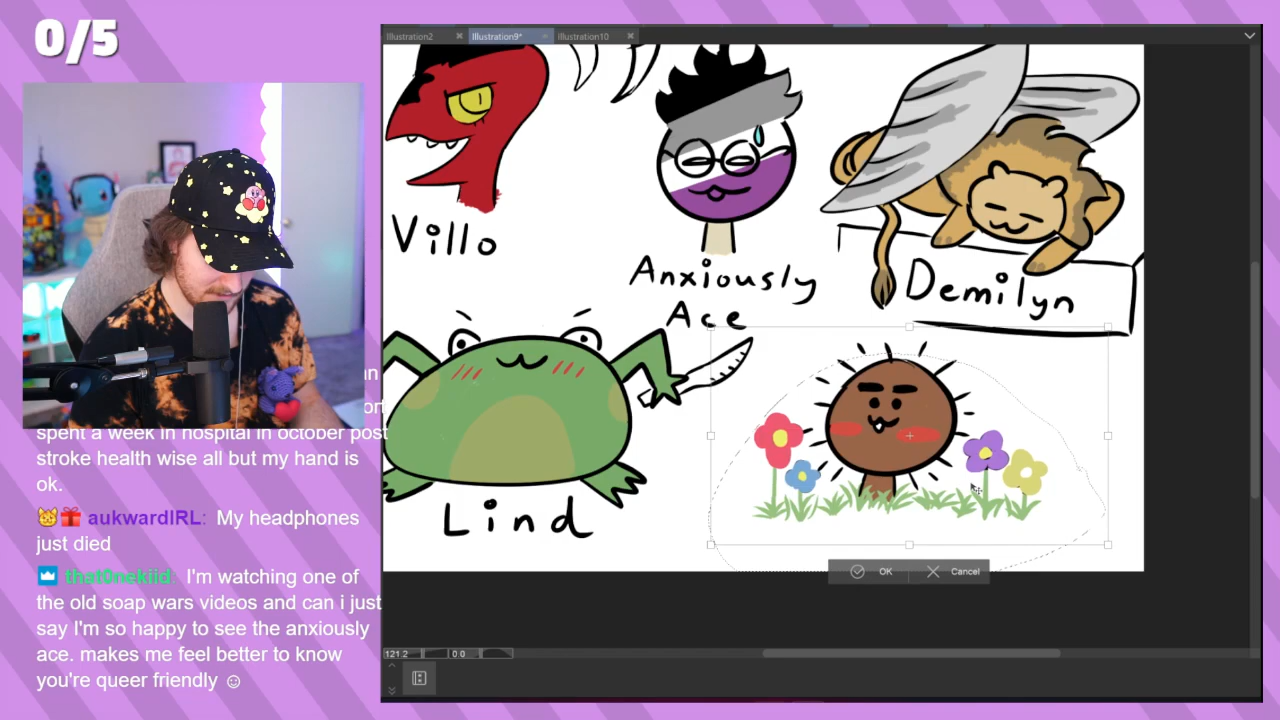 0/5
Illustration2
Illustration9*
Illustration10
Villo
Anxiously
Ace
Demilyn
Lind
OK
Cancel
121.2
0.0
spent a week in hospital in october post
stroke health wise all but my hand is
ok.
aukwardIRL: My headphones
just died
that0nekiid: I'm watching one of
the old soap wars videos and can i just
say I'm so happy to see the anxiously
ace. makes me feel better to know
you're queer friendly ☺